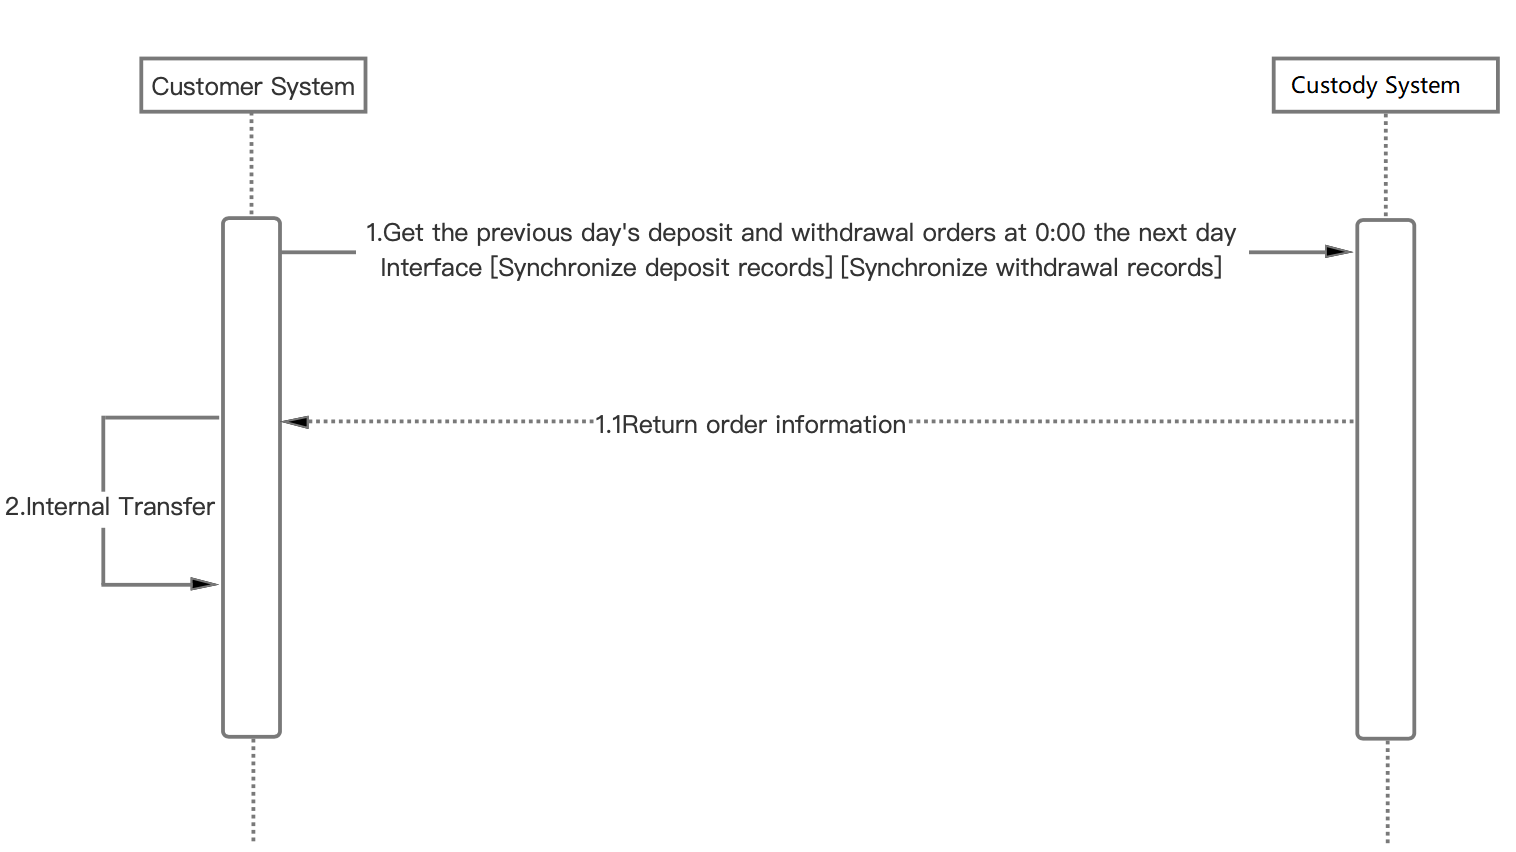 Customer System
Custody System
1.Get the previous day's deposit and withdrawal orders at 0:00 the next day
Interface [Synchronize deposit records] [Synchronize withdrawal records]
1.1Return order information
2.Internal Transfer